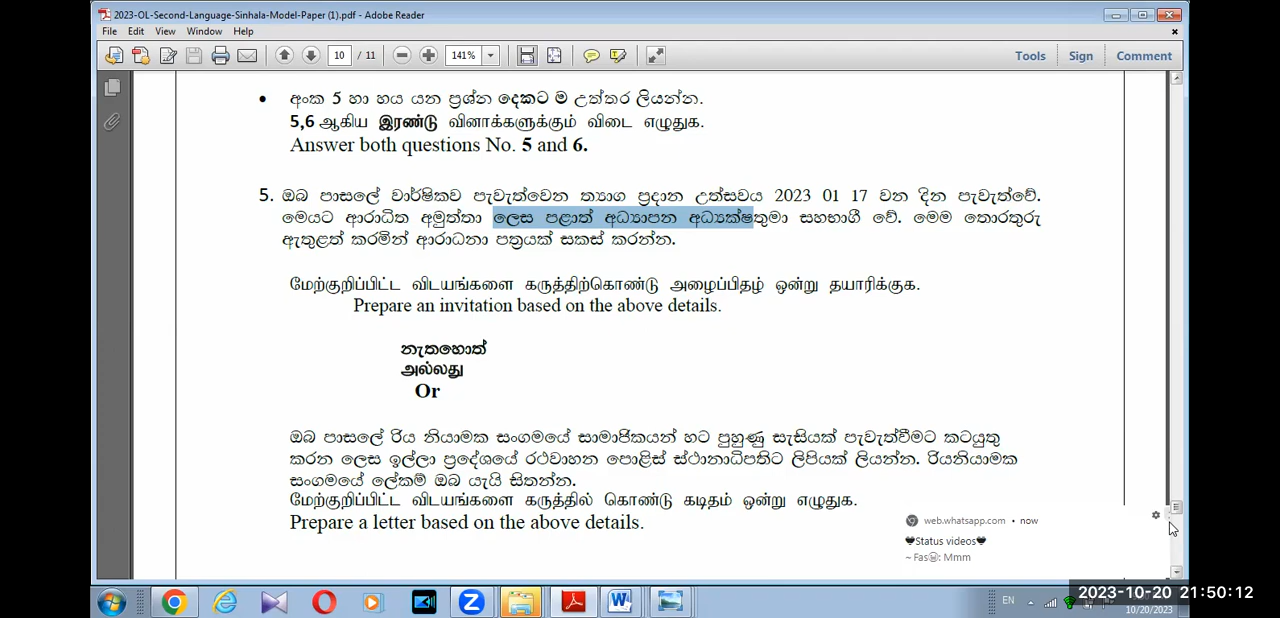 2023-OL-Second-Language-Sinhala-Model-Paper (1).pdf - Adobe Reader
File Edit View Window Help
10 / 11 141% Tools Sign Comment
• අංක 5 හා හය යන ප්‍රශ්න දෙකට ම උත්තර ලියන්න.
5,6 ஆகிய இரண்டு வினாக்களுக்கும் விடை எழுதுக.
Answer both questions No. 5 and 6.
5. ඔබ පාසලේ වාර්ෂිකව පැවැත්වෙන ත්‍යාග ප්‍රදාන උත්සවය 2023 01 17 වන දින පැවැත්වේ.
මෙයට ආරාධිත අමුත්තා ලෙස පළාත් අධ්‍යාපන අධ්‍යක්ෂතුමා සහභාගී වේ. මෙම තොරතුරු
ඇතුළත් කරමින් ආරාධනා පත්‍රයක් සකස් කරන්න.
மேற்குறிப்பிட்ட விடயங்களை கருத்திற்கொண்டு அழைப்பிதழ் ஒன்று தயாரிக்குக.
Prepare an invitation based on the above details.
නැතහොත්
அல்லது
Or
ඔබ පාසලේ රිය නියාමක සංගමයේ සාමාජිකයන් හට පුහුණු සැසියක් පැවැත්වීමට කටයුතු
කරන ලෙස ඉල්ලා ප්‍රදේශයේ රථවාහන පොළිස් ස්ථානාධිපතිට ලිපියක් ලියන්න. රියනියාමක
සංගමයේ ලේකම් ඔබ යැයි සිතන්න.
மேற்குறிப்பிட்ட விடயங்களை கருத்தில் கொண்டு கடிதம் ஒன்று எழுதுக.
Prepare a letter based on the above details.
web.whatsapp.com • now
🖤Status videos🖤
~ Fas: Mmm
EN
2023-10-20 21:50:12
10/20/2023